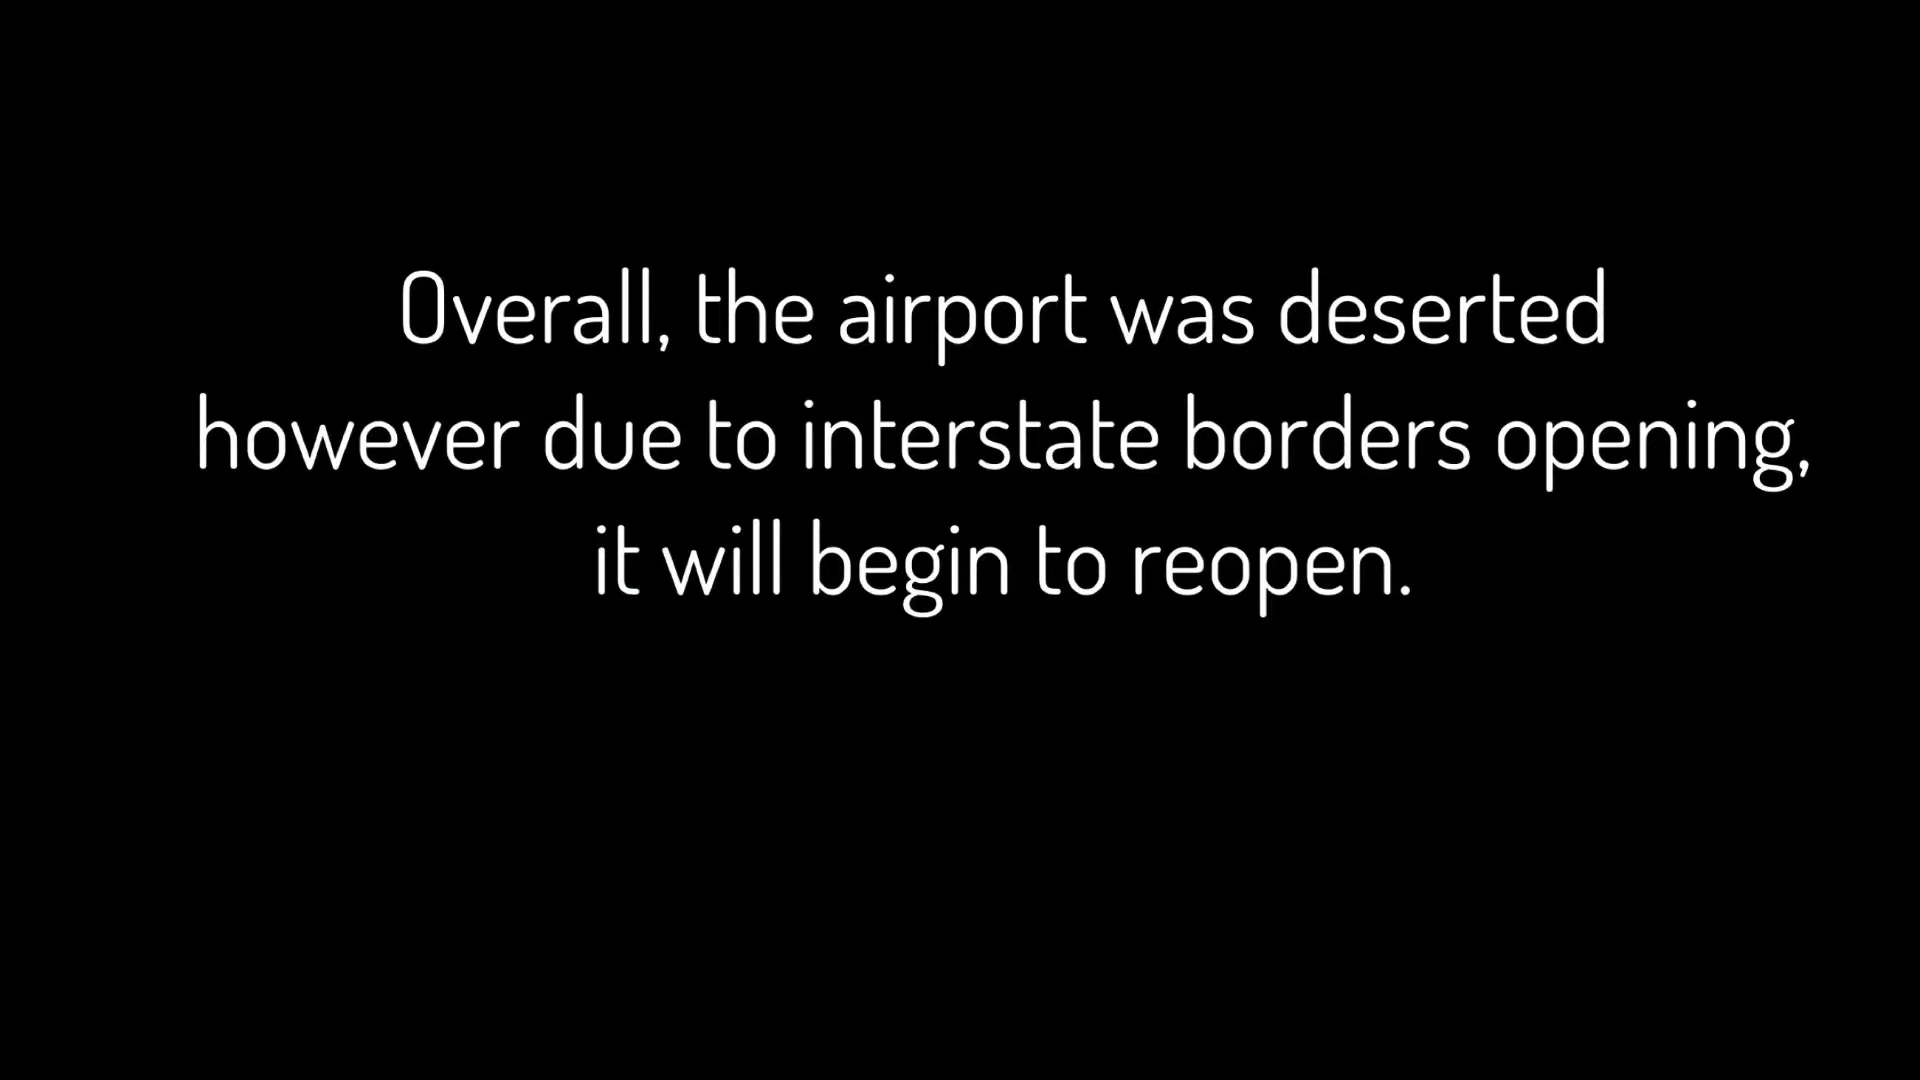 Overall, the airport was deserted
however due to interstate borders opening,
it will begin to reopen.